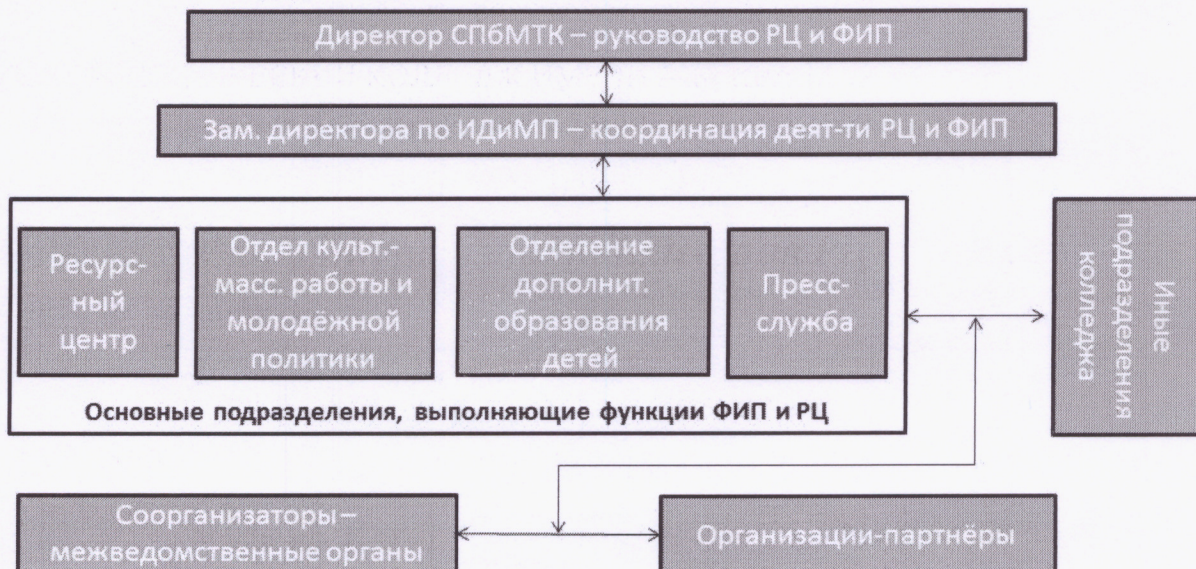 Директор СПбМТК – руководство РЦ и ФИП
Зам. директора по ИДиМП – координация деят-ти РЦ и ФИП
Ресурс-
ный
центр
Отдел культ.-
масс. работы и
молодёжной
политики
Отделение
дополнит.
образования
детей
Пресс-
служба
Основные подразделения, выполняющие функции ФИП и РЦ
Иные
подразделения
колледжа
Соорганизаторы –
межведомственные органы
Организации-партнёры